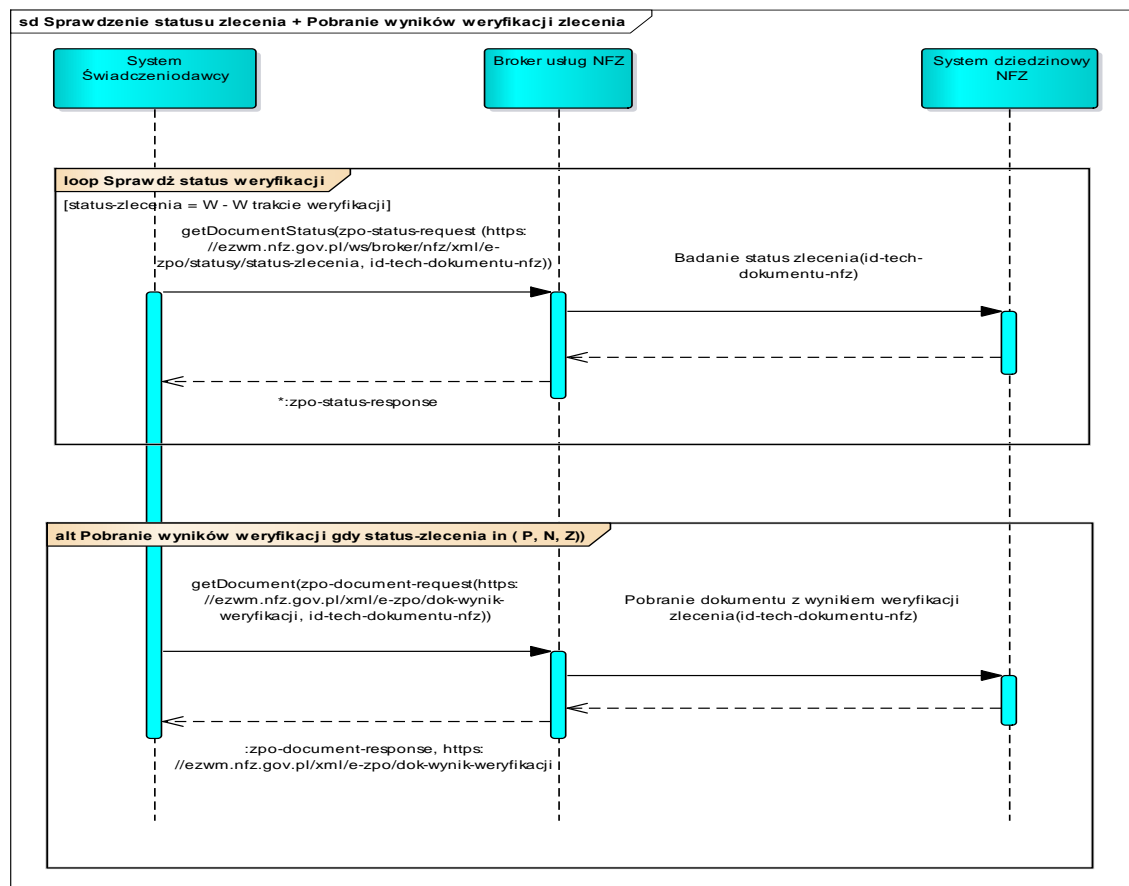 sd Sprawdzenie statusu zlecenia + Pobranie wyników weryfikacji zlecenia
System
Świadczeniodawcy
Broker usług NFZ
System dziedzinowy
NFZ
loop Sprawdź status weryfikacji
[status-zlecenia = W - W trakcie weryfikacji]
getDocumentStatus(zpo-status-request (https:
//ezwm.nfz.gov.pl/ws/broker/nfz/xml/e-
zpo/statusy/status-zlecenia, id-tech-dokumentu-nfz))
Badanie status zlecenia(id-tech-
dokumentu-nfz)
*:zpo-status-response
alt Pobranie wyników weryfikacji gdy status-zlecenia in ( P, N, Z))
getDocument(zpo-document-request(https:
//ezwm.nfz.gov.pl/xml/e-zpo/dok-wynik-
weryfikacji, id-tech-dokumentu-nfz))
Pobranie dokumentu z wynikiem weryfikacji
zlecenia(id-tech-dokumentu-nfz)
:zpo-document-response, https:
//ezwm.nfz.gov.pl/xml/e-zpo/dok-wynik-weryfikacji